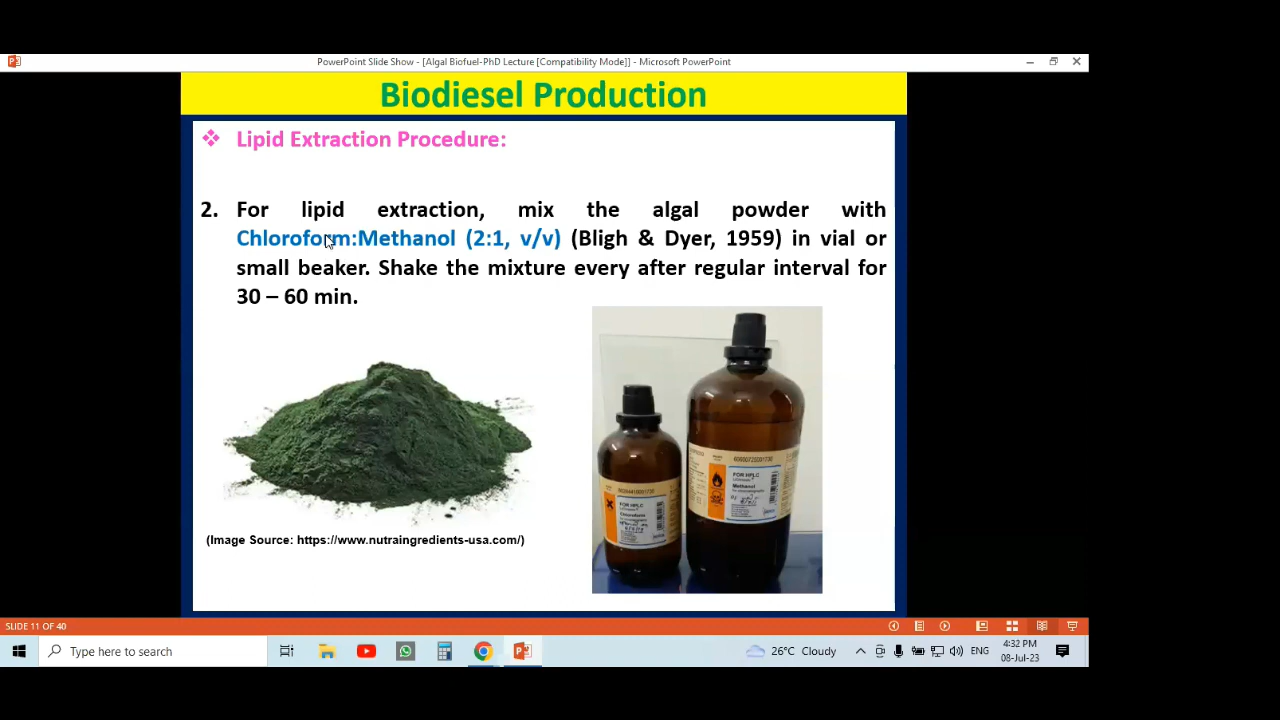 PowerPoint Slide Show - [Algal Biofuel-PhD Lecture [Compatibility Mode]] - Microsoft PowerPoint
Biodiesel Production
Lipid Extraction Procedure:
2. For lipid extraction, mix the algal powder with
Chloroform:Methanol (2:1, v/v) (Bligh & Dyer, 1959) in vial or
small beaker. Shake the mixture every after regular interval for
30 – 60 min.
FOR HPLC
Methanol
FOR HPLC
Chloroform
(Image Source: https://www.nutraingredients-usa.com/)
SLIDE 11 OF 40
Type here to search
26°C Cloudy
ENG
4:32 PM
08-Jul-23